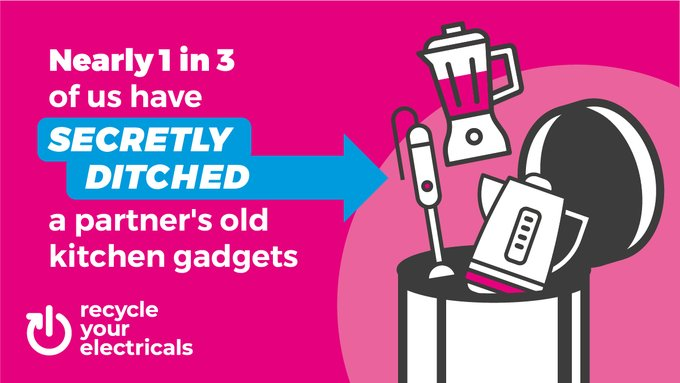 Nearly 1 in 3
of us have
SECRETLY
DITCHED
a partner's old
kitchen gadgets
recycle
your
electricals